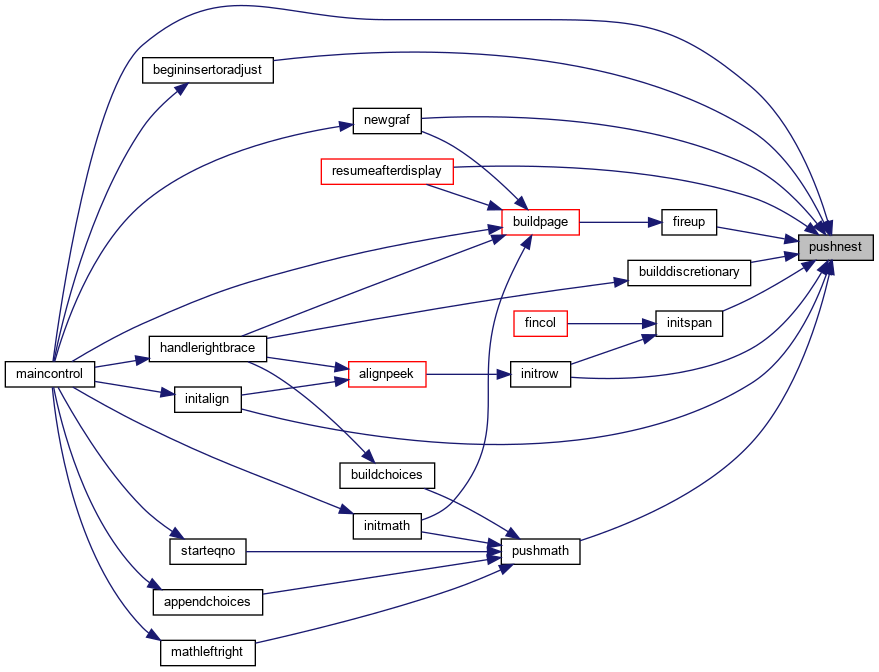 begininsertoradjust
newgraf
resumeafterdisplay
buildpage
fireup
pushnest
builddiscretionary
fincol
initspan
handlerightbrace
maincontrol
alignpeek
initrow
initalign
buildchoices
initmath
starteqno
pushmath
appendchoices
mathleftright